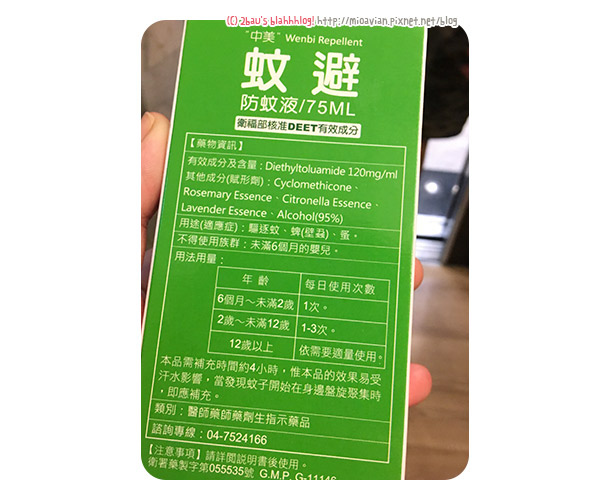 (C) 2bau's blahhhlog! http://mioayian.pixnet.net/blog
"中美" Wenbi Repellent
蚊 避
防蚊液/75ML
衛福部核准DEET有效成分
【藥物資訊】
有效成分及含量：Diethyltoluamide 120mg/ml
其他成分(賦形劑)：Cyclomethicone、
Rosemary Essence、Citronella Essence、
Lavender Essence、Alcohol(95%)
用途(適應症)：驅逐蚊、蜱(壁蝨)、蚤。
不得使用族群：未滿6個月的嬰兒。
用法用量：
年 齡 每日使用次數
6個月～未滿2歲 1次。
2歲～未滿12歲 1-3次。
12歲以上 依需要適量使用。
本品需補充時間約4小時，惟本品的效果易受
汗水影響，當發現蚊子開始在身邊盤旋聚集時
，即應補充。
類別：醫師藥師藥劑生指示藥品
諮詢專線：04-7524166
【注意事項】請詳閱說明書後使用。
衛署藥製字第055535號 G.M.P. G-11146